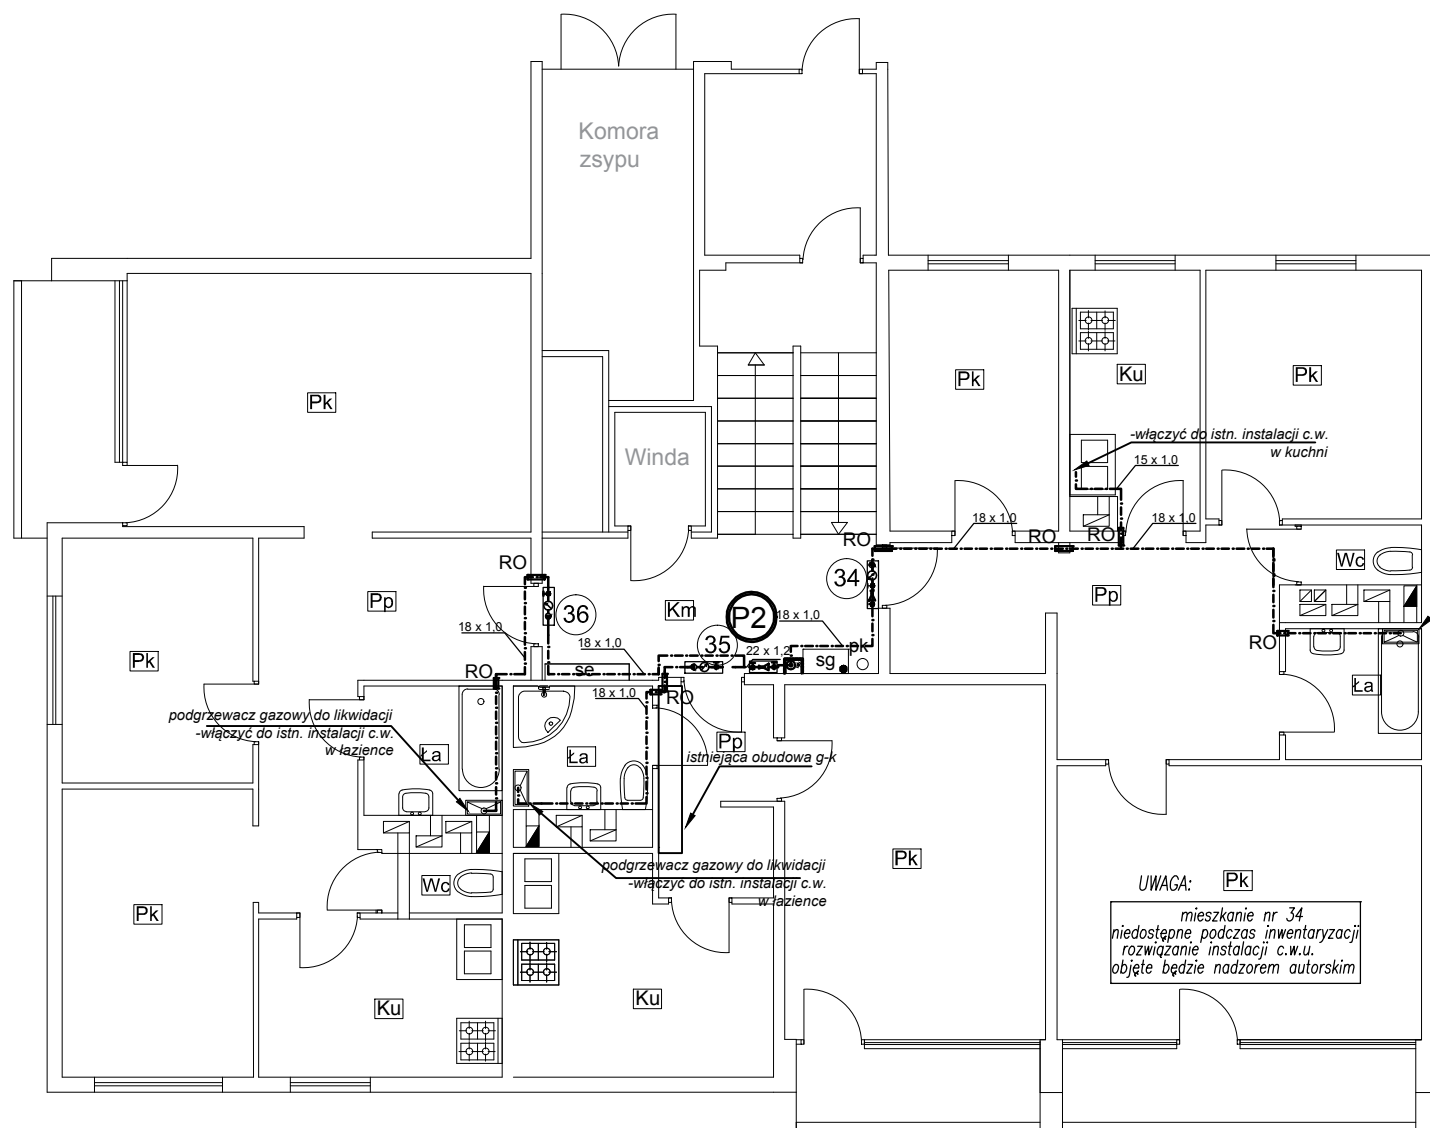 Komora
zsypu
Pk
Winda
Pk
Ku
Pk
-włączyć do istn. instalacji c.w.
w kuchni
15 x 1,0
18 x 1,0
18 x 1,0
RO
RO
RO
RO
Wc
34
36
Pp
Km
P2
18 x 1,0
Pp
18 x 1,0
18 x 1,0
35
22 x 1,2
pk
sg
RO
Pk
RO
se
18 x 1,0
RO
Ła
podgrzewacz gazowy do likwidacji
-włączyć do istn. instalacji c.w.
w łazience
Ła
Ła
Pp
istniejąca obudowa g-k
podgrzewacz gazowy do likwidacji
-włączyć do istn. instalacji c.w.
w łazience
Pk
Wc
Pk
UWAGA:
Pk
mieszkanie nr 34
niedostępne podczas inwentaryzacji
rozwiązanie instalacji c.w.u.
objęte będzie nadzorem autorskim
Ku
Ku